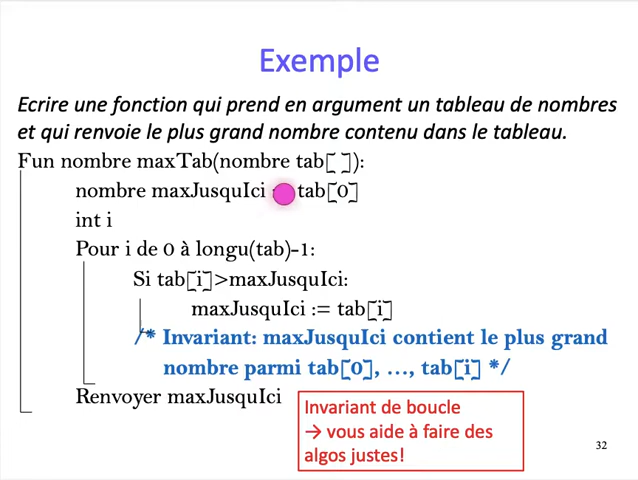 Exemple
Ecrire une fonction qui prend en argument un tableau de nombres
et qui renvoie le plus grand nombre contenu dans le tableau.
Fun nombre maxTab(nombre tab[ ]):
nombre maxJusquIci tab[0]
int i
Pour i de 0 à longu(tab)-1:
Si tab[i]>maxJusquIci:
maxJusquIci := tab[i]
/* Invariant: maxJusquIci contient le plus grand
nombre parmi tab[0], …, tab[i] */
Renvoyer maxJusquIci
Invariant de boucle
→ vous aide à faire des
algos justes!
32